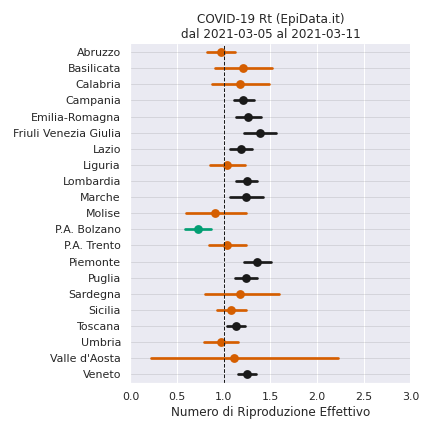 COVID-19 Rt (EpiData.it)
dal 2021-03-05 al 2021-03-11
Abruzzo
Basilicata
Calabria
Campania
Emilia-Romagna
Friuli Venezia Giulia
Lazio
Liguria
Lombardia
Marche
Molise
P.A. Bolzano
P.A. Trento
Piemonte
Puglia
Sardegna
Sicilia
Toscana
Umbria
Valle d'Aosta
Veneto
0.0 0.5 1.0 1.5 2.0 2.5 3.0
Numero di Riproduzione Effettivo